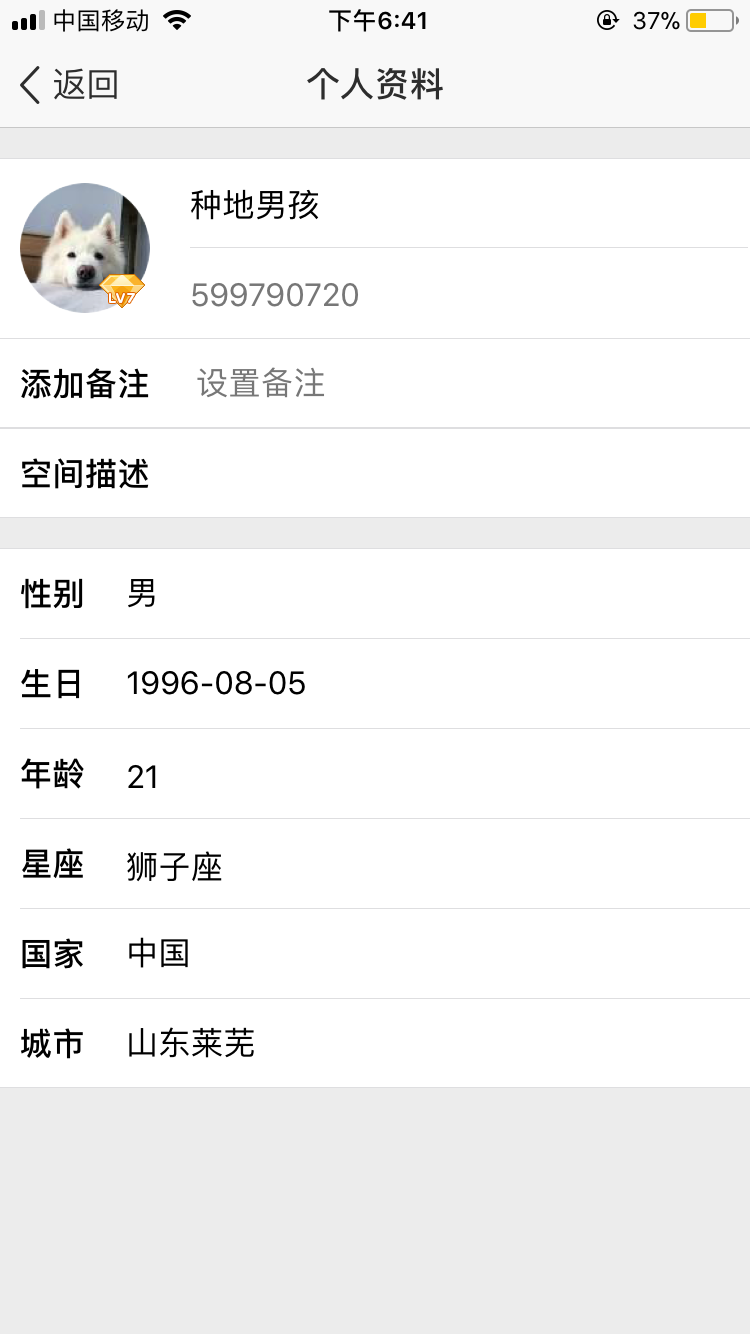 中国移动 下午6:41 37%
返回 个人资料
种地男孩
LV7
599790720
添加备注 设置备注
空间描述
性别 男
生日 1996-08-05
年龄 21
星座 狮子座
国家 中国
城市 山东莱芜